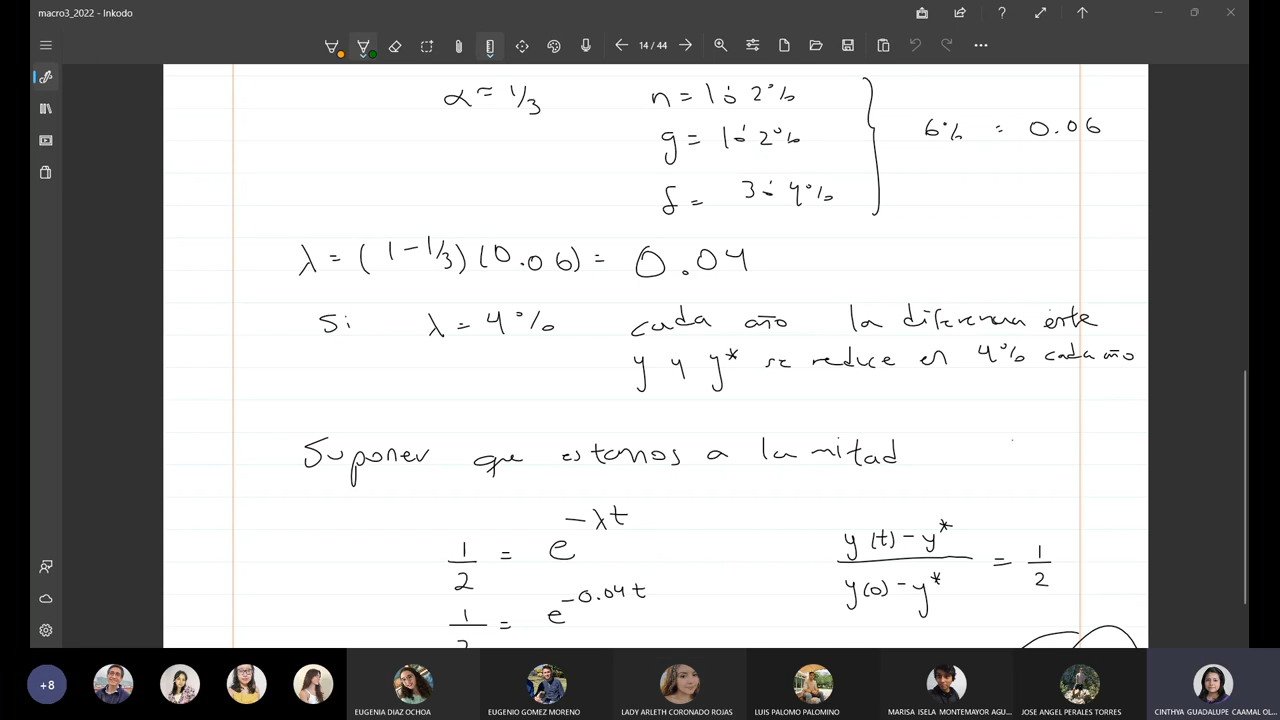 macro3_2022 - Inkodo
14 / 44
α ≈ 1/3 n = 1 ó 2%
g = 1 ó 2% 6% = 0.06
δ = 3 ó 4%
λ = (1 - 1/3) (0.06) = 0.04
Si λ = 4% cada año la diferencia entre
y y y* se reduce en 4% cada año
Suponer que estamos a la mitad
1/2 = e^{-λt} (y(t) - y*)/(y(0) - y*) = 1/2
1/2 = e^{-0.04t}
+8
EUGENIA DIAZ OCHOA
EUGENIO GOMEZ MORENO
LADY ARLETH CORONADO ROJAS
LUIS PALOMO PALOMINO
MARISA ISELA MONTEMAYOR AGU...
JOSE ANGEL PERALES TORRES
CINTHYA GUADALUPE CAAMAL OL...